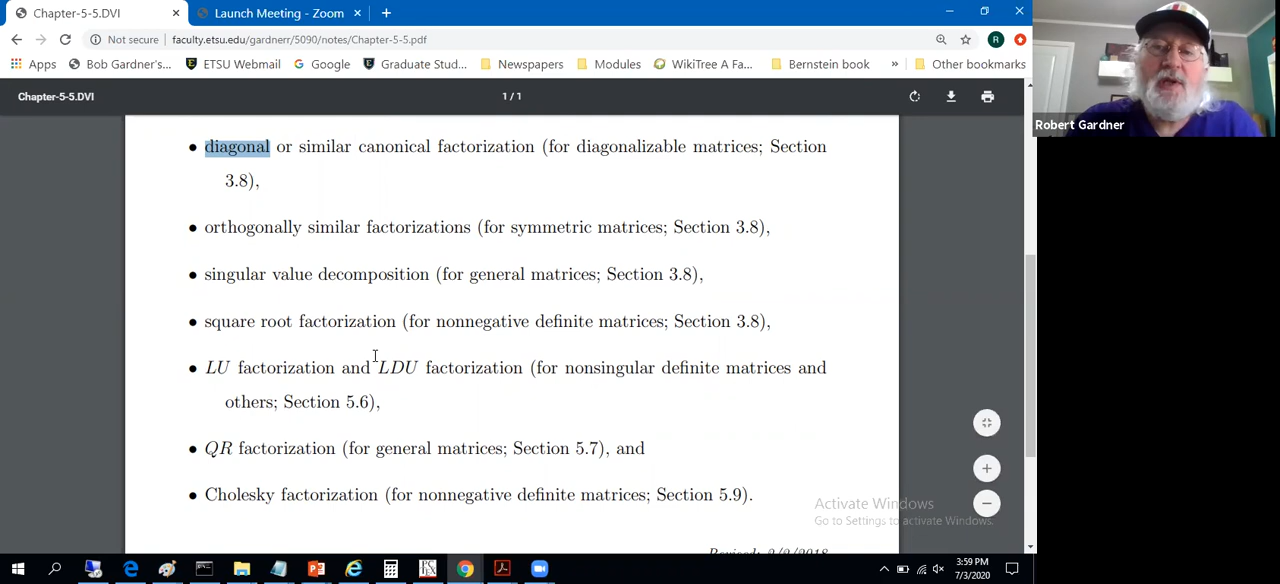 Chapter-5-5.DVI
Launch Meeting - Zoom
Not secure
faculty.etsu.edu/gardnerr/5090/notes/Chapter-5-5.pdf
R
Apps
Bob Gardner's...
ETSU Webmail
Google
Graduate Stud...
Newspapers
Modules
WikiTree A Fa...
Bernstein book
»
Other bookmarks
Chapter-5-5.DVI
1 / 1
Robert Gardner
• diagonal or similar canonical factorization (for diagonalizable matrices; Section
3.8),
• orthogonally similar factorizations (for symmetric matrices; Section 3.8),
• singular value decomposition (for general matrices; Section 3.8),
• square root factorization (for nonnegative definite matrices; Section 3.8),
• LU factorization and LDU factorization (for nonsingular definite matrices and
others; Section 5.6),
• QR factorization (for general matrices; Section 5.7), and
• Cholesky factorization (for nonnegative definite matrices; Section 5.9).
Activate Windows
Go to Settings to activate Windows.
Revised: 2/2/2018
3:59 PM
7/3/2020